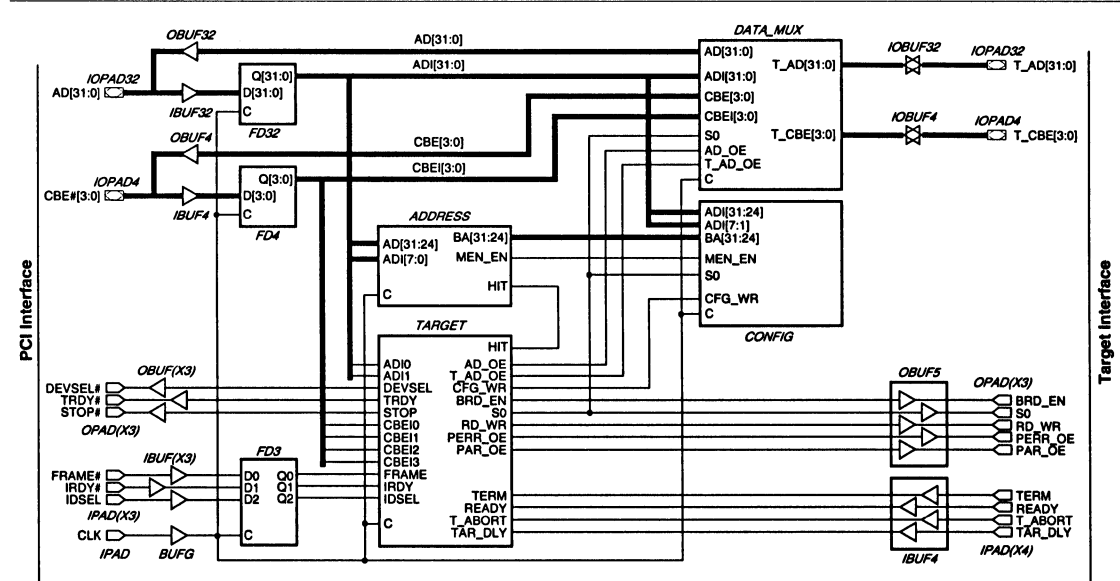 PCI Interface
Target Interface
OBUF32
AD[31:0]
IOPAD32
AD[31:0]
IBUF32
Q[31:0]
D[31:0]
C
FD32
ADI[31:0]
OBUF4
CBE[3:0]
IOPAD4
CBE#[3:0]
IBUF4
Q[3:0]
D[3:0]
C
FD4
CBEI[3:0]
DATA_MUX
AD[31:0]
ADI[31:0]
CBE[3:0]
CBEI[3:0]
S0
AD_OE
T_AD_OE
C
T_AD[31:0]
T_CBE[3:0]
IOBUF32
IOPAD32
T_AD[31:0]
IOBUF4
IOPAD4
T_CBE[3:0]
ADDRESS
AD[31:24]
ADI[7:0]
C
BA[31:24]
MEN_EN
HIT
ADI[31:24]
ADI[7:1]
BA[31:24]
MEN_EN
S0
CFG_WR
C
CONFIG
TARGET
HIT
ADI0
ADI1
DEVSEL
TRDY
STOP
CBEI0
CBEI1
CBEI2
CBEI3
FRAME
IRDY
IDSEL
C
AD_OE
T_AD_OE
CFG_WR
BRD_EN
S0
RD_WR
PERR_OE
PAR_OE
TERM
READY
T_ABORT
TAR_DLY
OBUF(X3)
DEVSEL#
TRDY#
STOP#
OPAD(X3)
IBUF(X3)
FRAME#
IRDY#
IDSEL
IPAD(X3)
CLK
IPAD
BUFG
FD3
D0 Q0
D1 Q1
D2 Q2
C
OBUF5
OPAD(X3)
BRD_EN
S0
RD_WR
PERR_OE
PAR_OE
TERM
READY
T_ABORT
TAR_DLY
IBUF4
IPAD(X4)